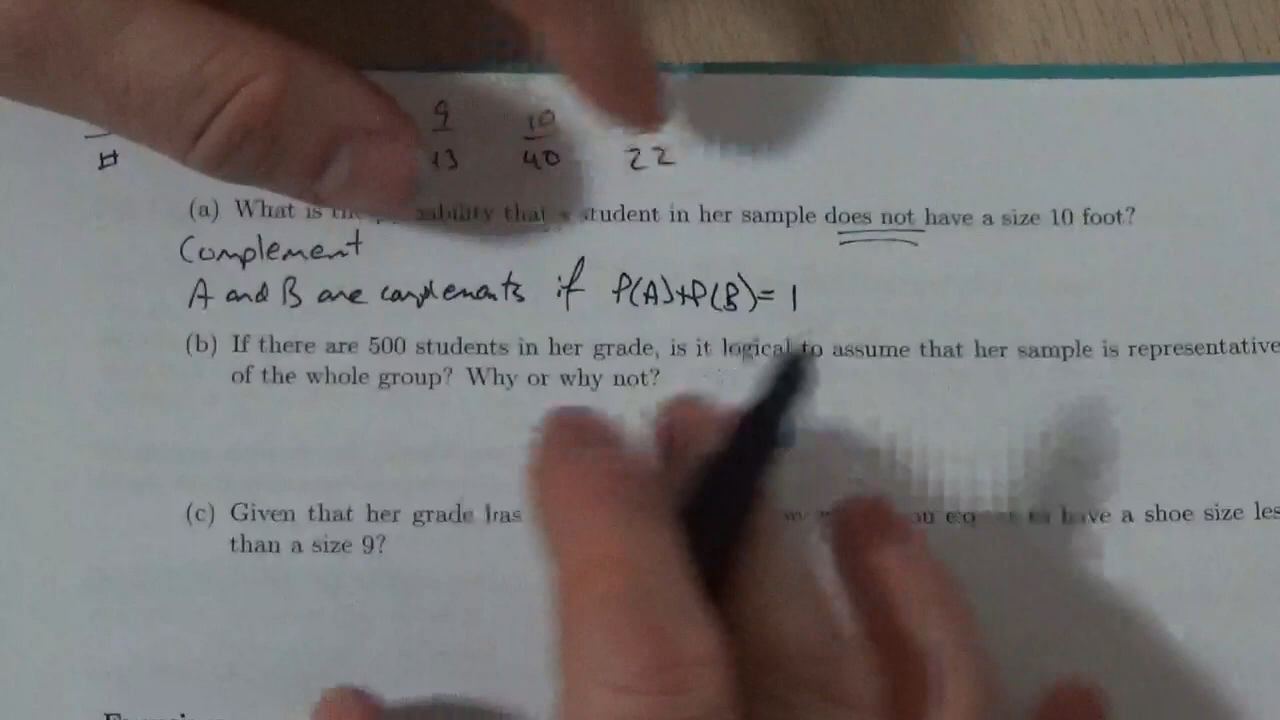 9 10
# 13 40 22
(a) What is student in her sample does not have a size 10 foot?
Complement
A and B are complements if P(A)+P(B)= 1
(b) If there are 500 students in her grade, is it logical to assume that her sample is representative
of the whole group? Why or why not?
(c) Given that her grade has have a shoe size
than a size 9?